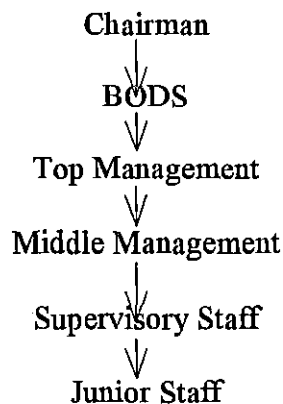 Chairman
BODS
Top Management
Middle Management
Supervisory Staff
Junior Staff